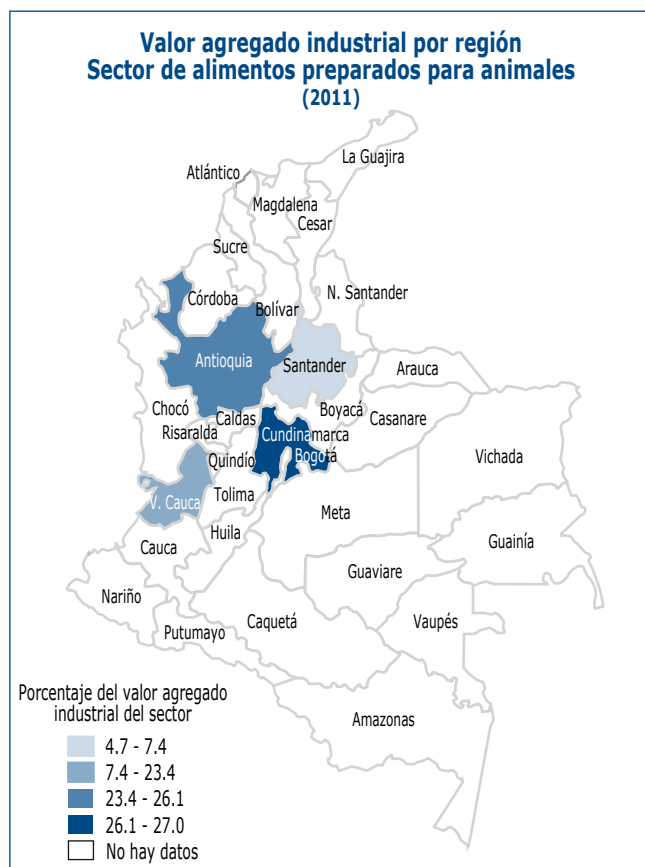 Valor agregado industrial por región
Sector de alimentos preparados para animales
(2011)
La Guajira
Atlántico
Magdalena
Cesar
Sucre
N. Santander
Córdoba
Bolívar
Antioquia
Santander
Arauca
Chocó
Caldas
Boyacá
Casanare
Risaralda
Cundinamarca
Quindío
Bogotá
Vichada
V. Cauca
Tolima
Meta
Huila
Cauca
Guainía
Guaviare
Nariño
Caquetá
Vaupés
Putumayo
Amazonas
Porcentaje del valor agregado
industrial del sector
4.7 - 7.4
7.4 - 23.4
23.4 - 26.1
26.1 - 27.0
No hay datos